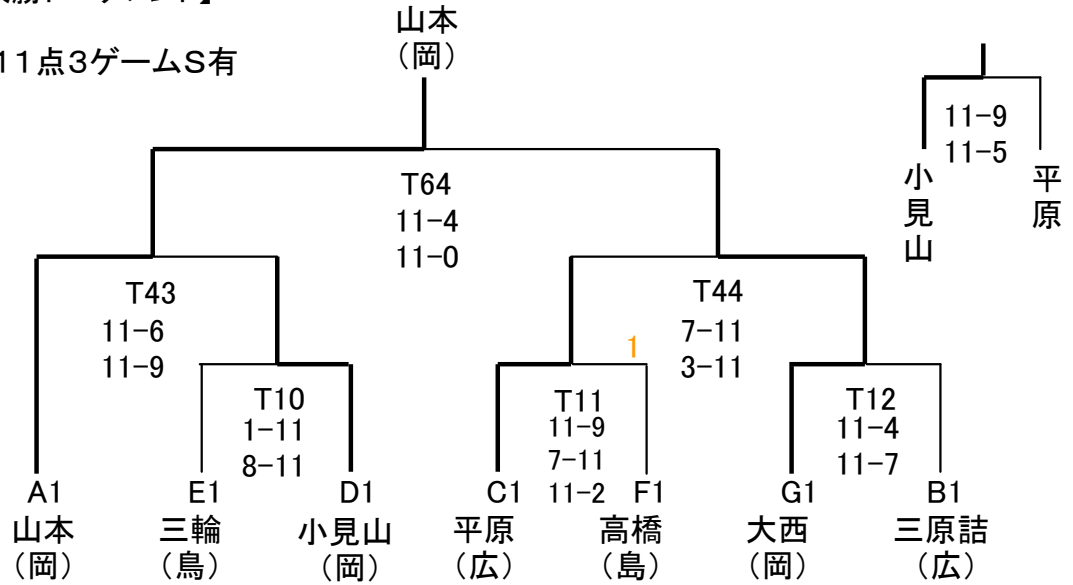 11点3ゲームS有
山本
(岡)
11-9
11-5
小見山
平原
T64
11-4
11-0
T43
11-6
11-9
T44
7-11
3-11
1
T10
1-11
8-11
T11
11-9
7-11
11-2
T12
11-4
11-7
A1
E1
D1
C1
F1
G1
B1
山本
三輪
小見山
平原
高橋
大西
三原詰
(岡)
(鳥)
(岡)
(広)
(島)
(岡)
(広)